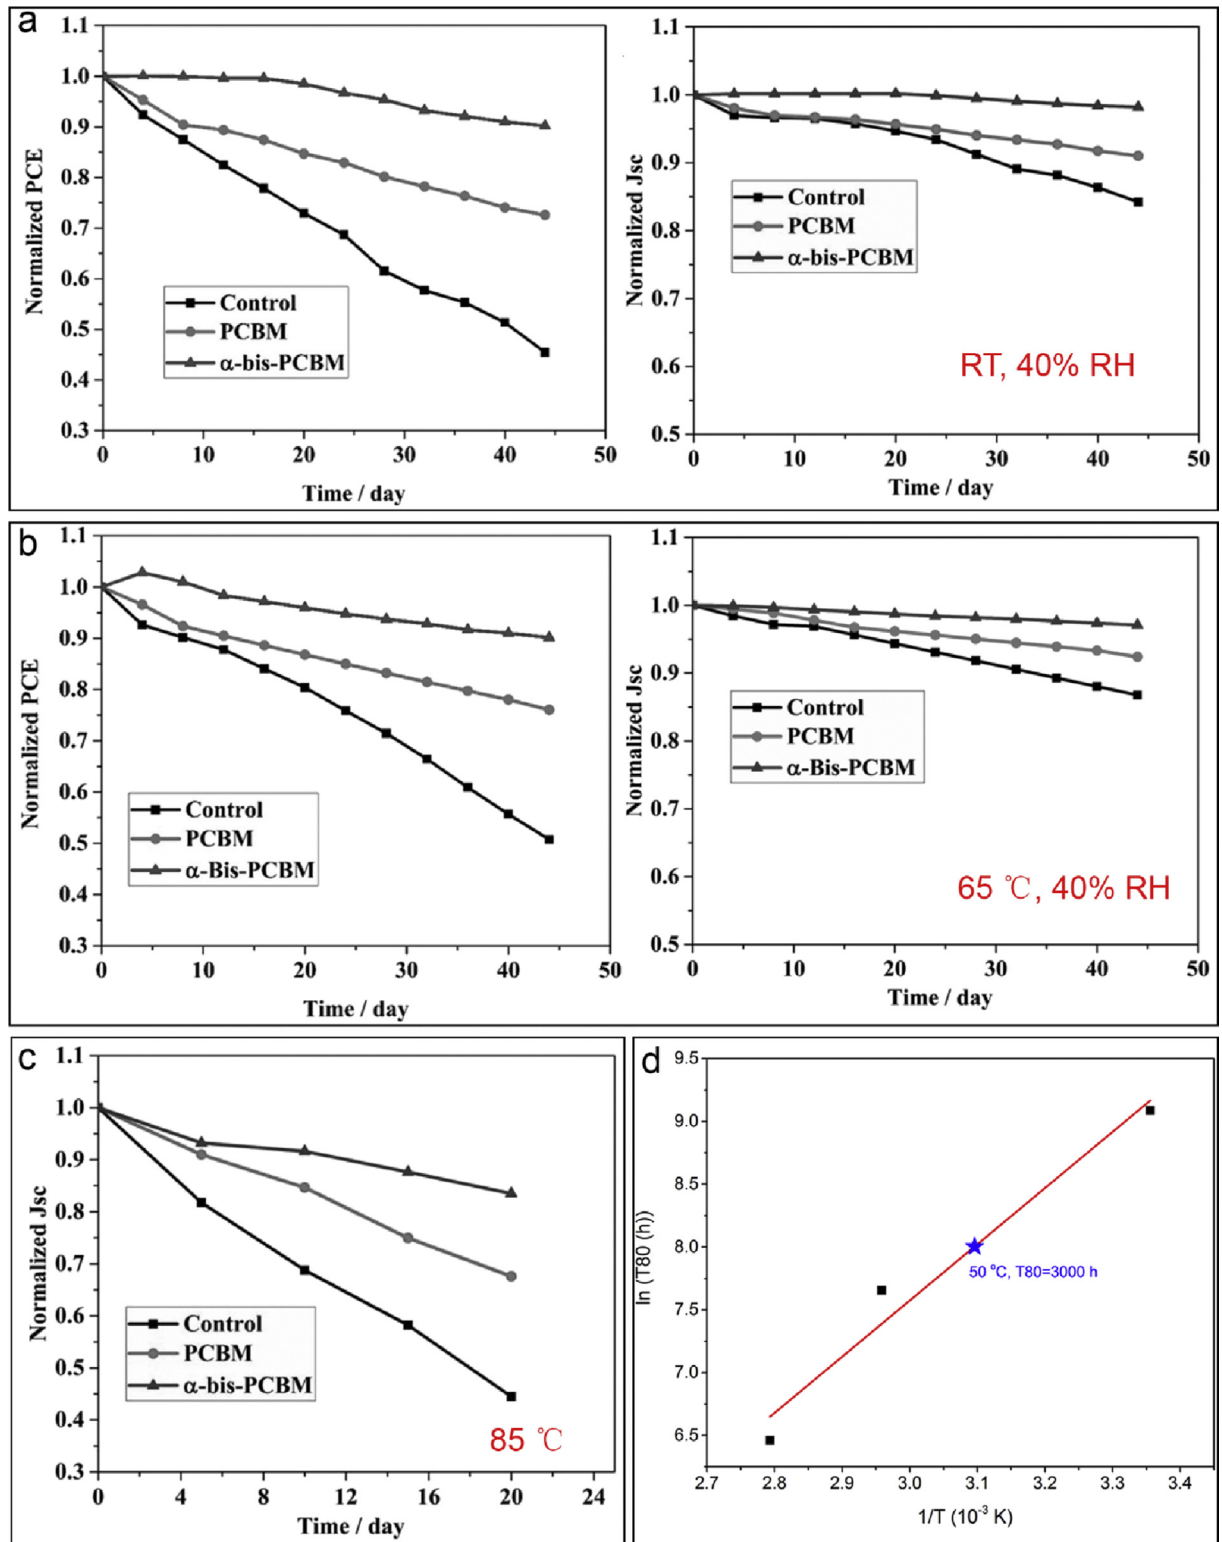 a
1.1
1.0
0.9
0.8
0.7
0.6
0.5
0.4
0.3
Normalized PCE
Control
PCBM
α-bis-PCBM
0 10 20 30 40 50
Time / day
1.1
1.0
0.9
0.8
0.7
0.6
0.5
Normalized Jsc
Control
PCBM
α-bis-PCBM
RT, 40% RH
0 10 20 30 40 50
Time / day
b
1.1
1.0
0.9
0.8
0.7
0.6
0.5
0.4
0.3
Normalized PCE
Control
PCBM
α-Bis-PCBM
0 10 20 30 40 50
Time / day
1.1
1.0
0.9
0.8
0.7
0.6
0.5
Normalized Jsc
Control
PCBM
α-Bis-PCBM
65 ℃, 40% RH
0 10 20 30 40 50
Time / day
c
1.1
1.0
0.9
0.8
0.7
0.6
0.5
0.4
0.3
Normalized Jsc
Control
PCBM
α-bis-PCBM
85 ℃
0 4 8 12 16 20 24
Time / day
d
9.5
9.0
8.5
8.0
7.5
7.0
6.5
ln (T80 (h))
50 °C, T80=3000 h
2.7 2.8 2.9 3.0 3.1 3.2 3.3 3.4
1/T (10⁻³ K)